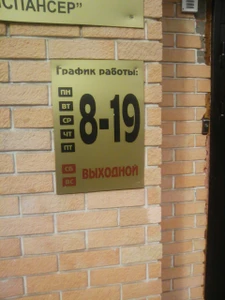 СПАНСЕР”
График работы:
ПН
ВТ
СР
ЧТ
ПТ
8-19
СБ
ВС
ВЫХОДНОЙ